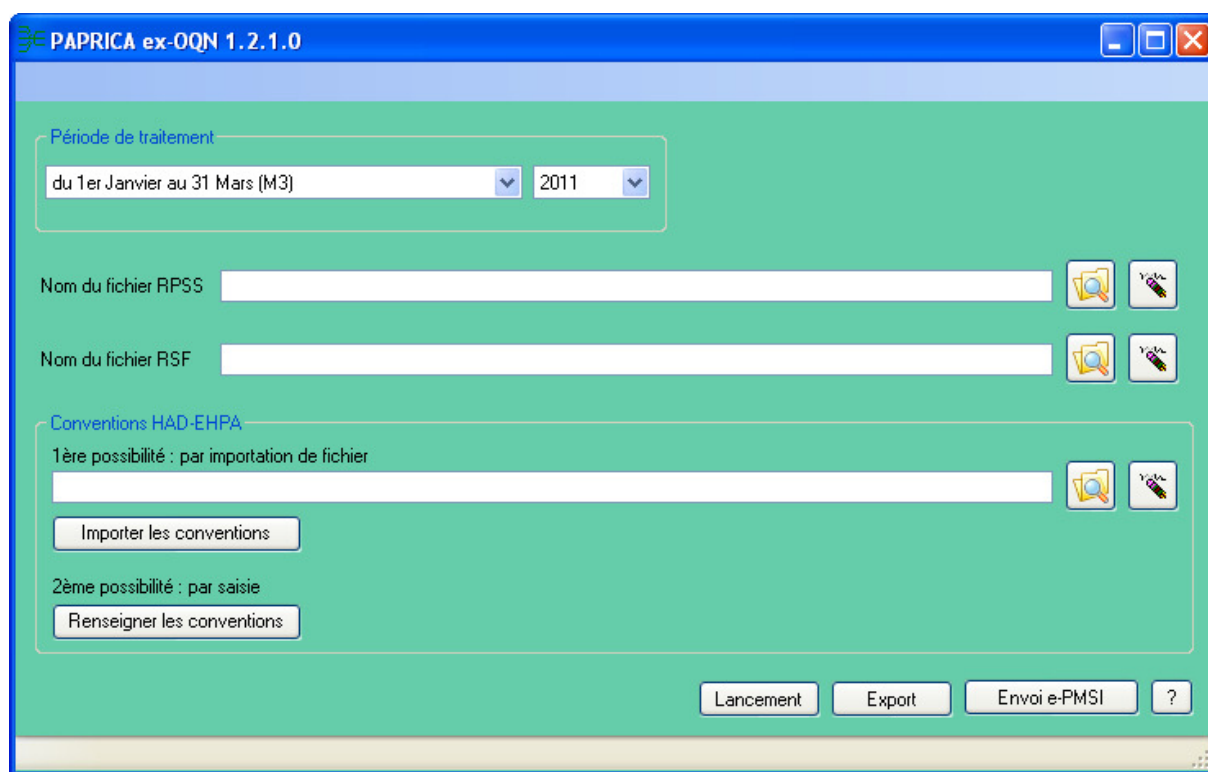 PAPRICA ex-OQN 1.2.1.0
Période de traitement
du 1er Janvier au 31 Mars (M3) 2011
Nom du fichier RPSS
Nom du fichier RSF
Conventions HAD-EHPA
1ère possibilité : par importation de fichier
Importer les conventions
2ème possibilité : par saisie
Renseigner les conventions
Lancement Export Envoi e-PMSI ?